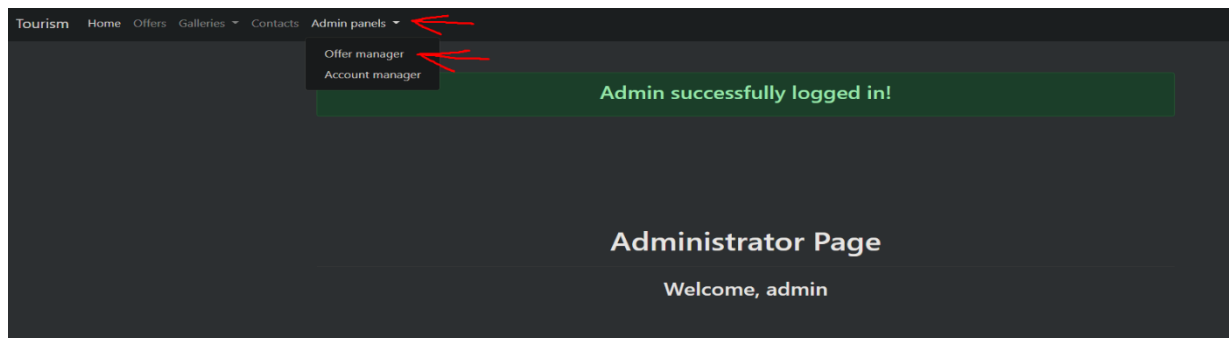 Tourism Home Offers Galleries Contacts Admin panels
Offer manager
Account manager
Admin successfully logged in!
Administrator Page
Welcome, admin